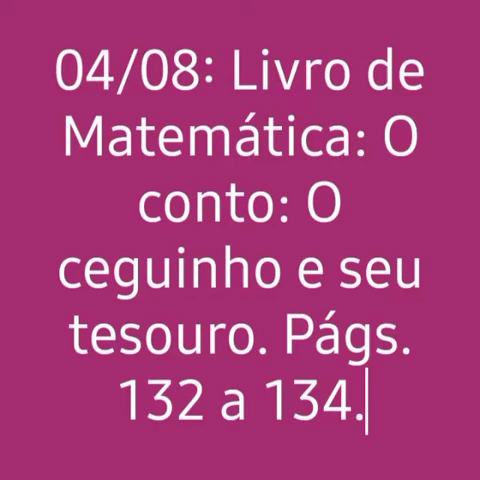 04/08: Livro de
Matemática: O
conto: O
ceguinho e seu
tesouro. Págs.
132 a 134.